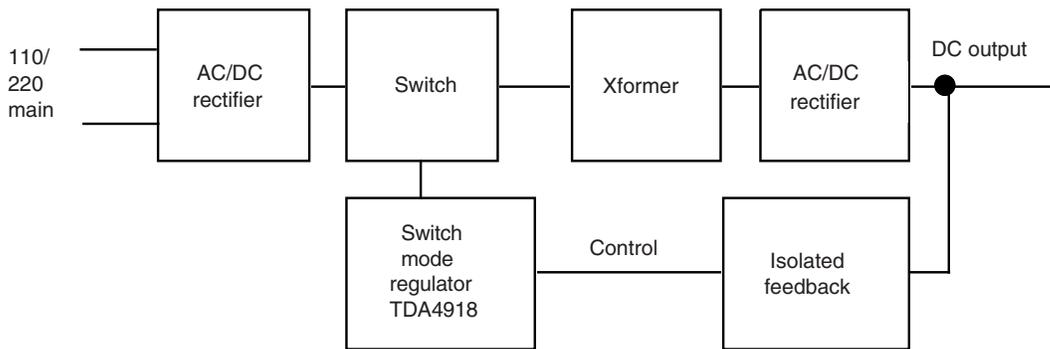 110/
220
main
AC/DC
rectifier
Switch
Xformer
AC/DC
rectifier
DC output
Switch
mode
regulator
TDA4918
Control
Isolated
feedback